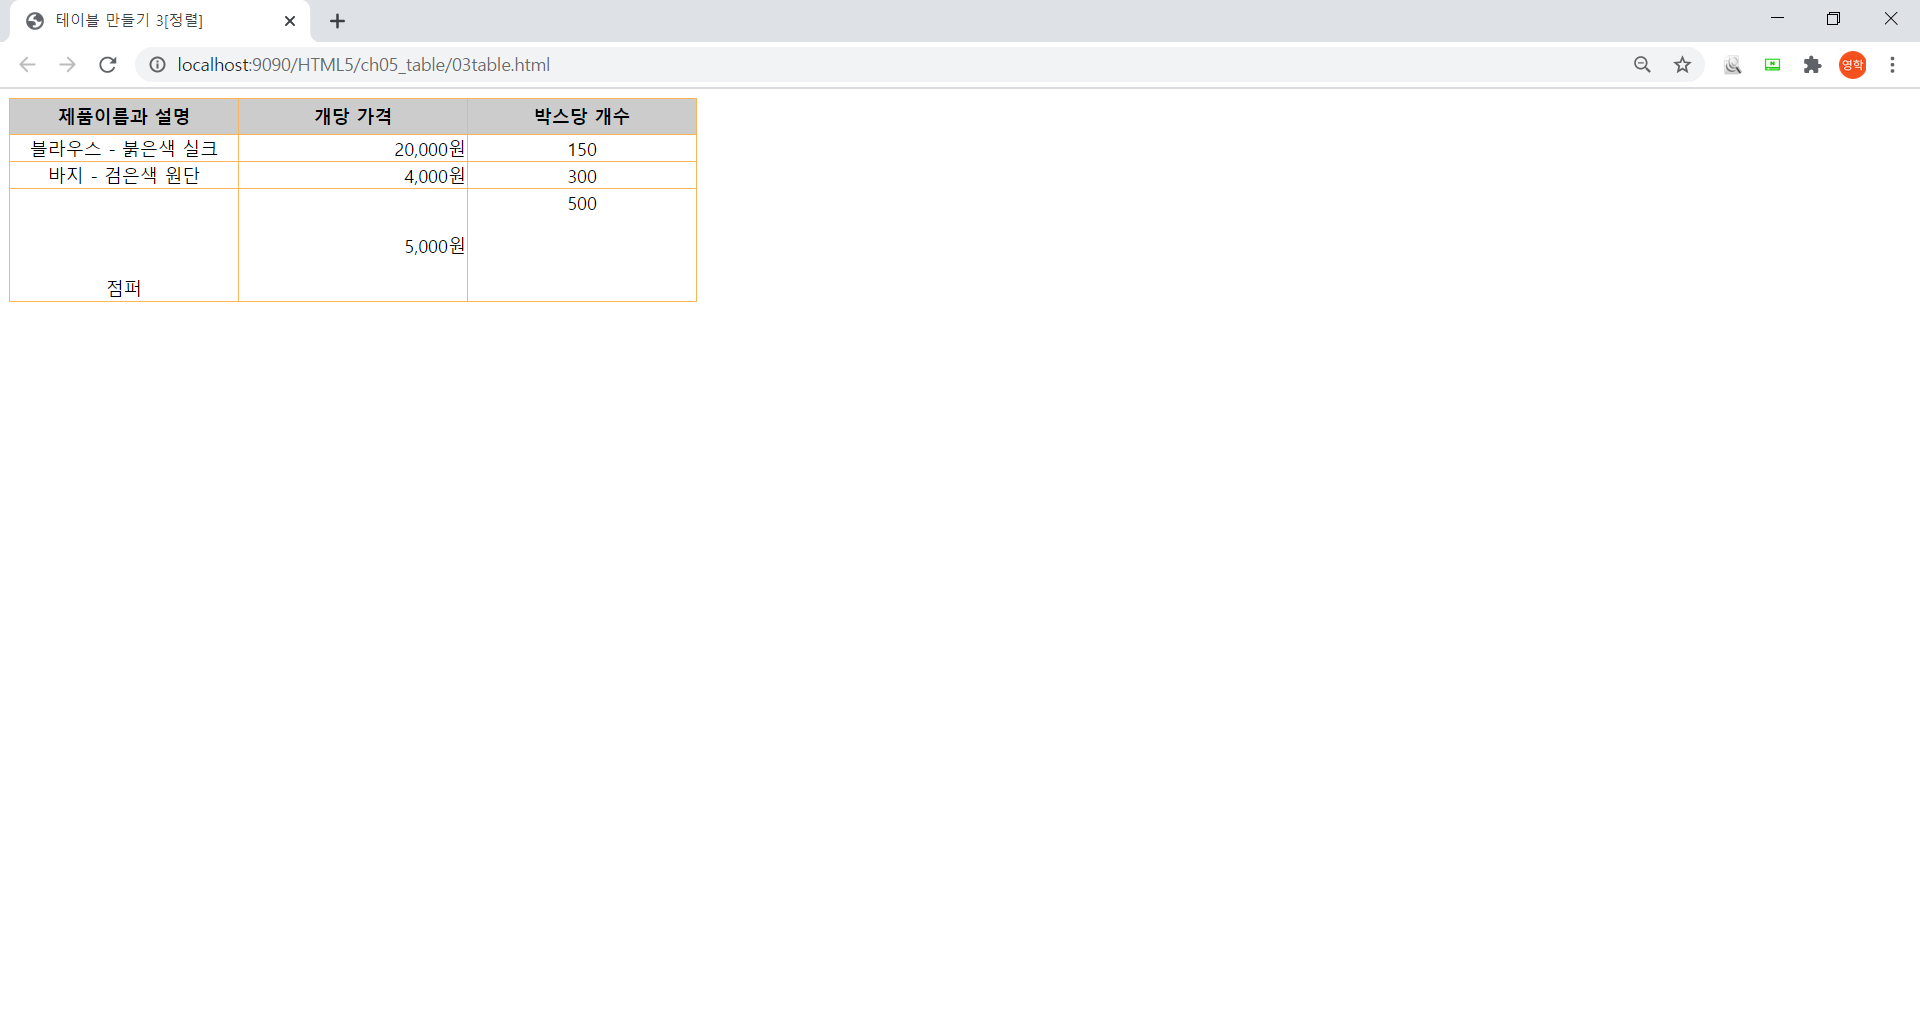 테이블 만들기 3[정렬]
localhost:9090/HTML5/ch05_table/03table.html
영학
제품이름과 설명 개당 가격 박스당 개수
블라우스 - 붉은색 실크 20,000원 150
바지 - 검은색 원단 4,000원 300
점퍼 5,000원 500